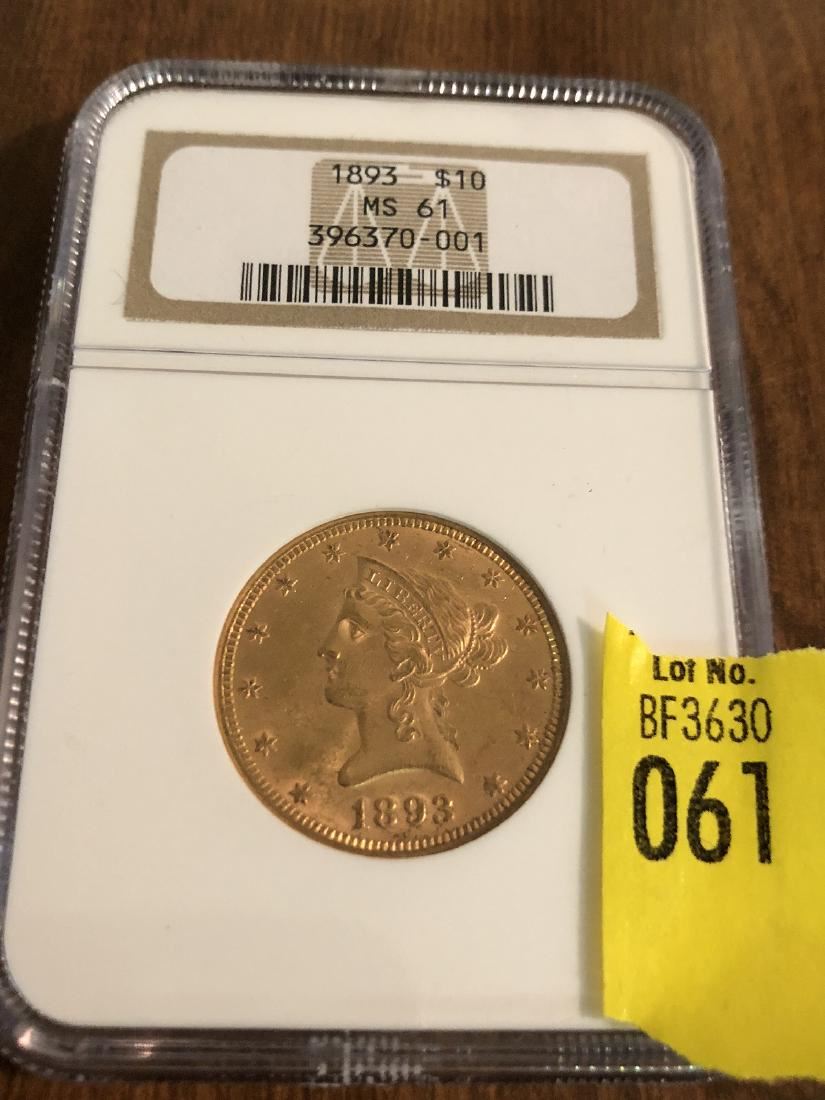 1893 $10
MS 61
396370-001
LIBERTY
1893
Lot No.
BF3630
061